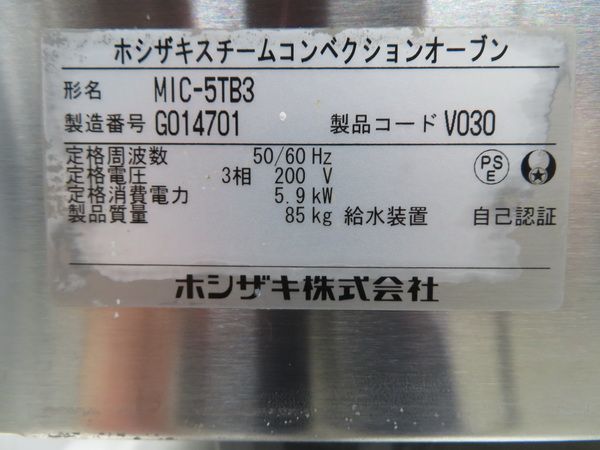 ホシザキスチームコンベクションオーブン
形名 MIC-5TB3
製造番号 G014701 製品コード V030
定格周波数 50/60 Hz
定格電圧 3相 200 V
定格消費電力 5.9 kW
製品質量 85 kg 給水装置 自己認証
PS
E
ホシザキ株式会社